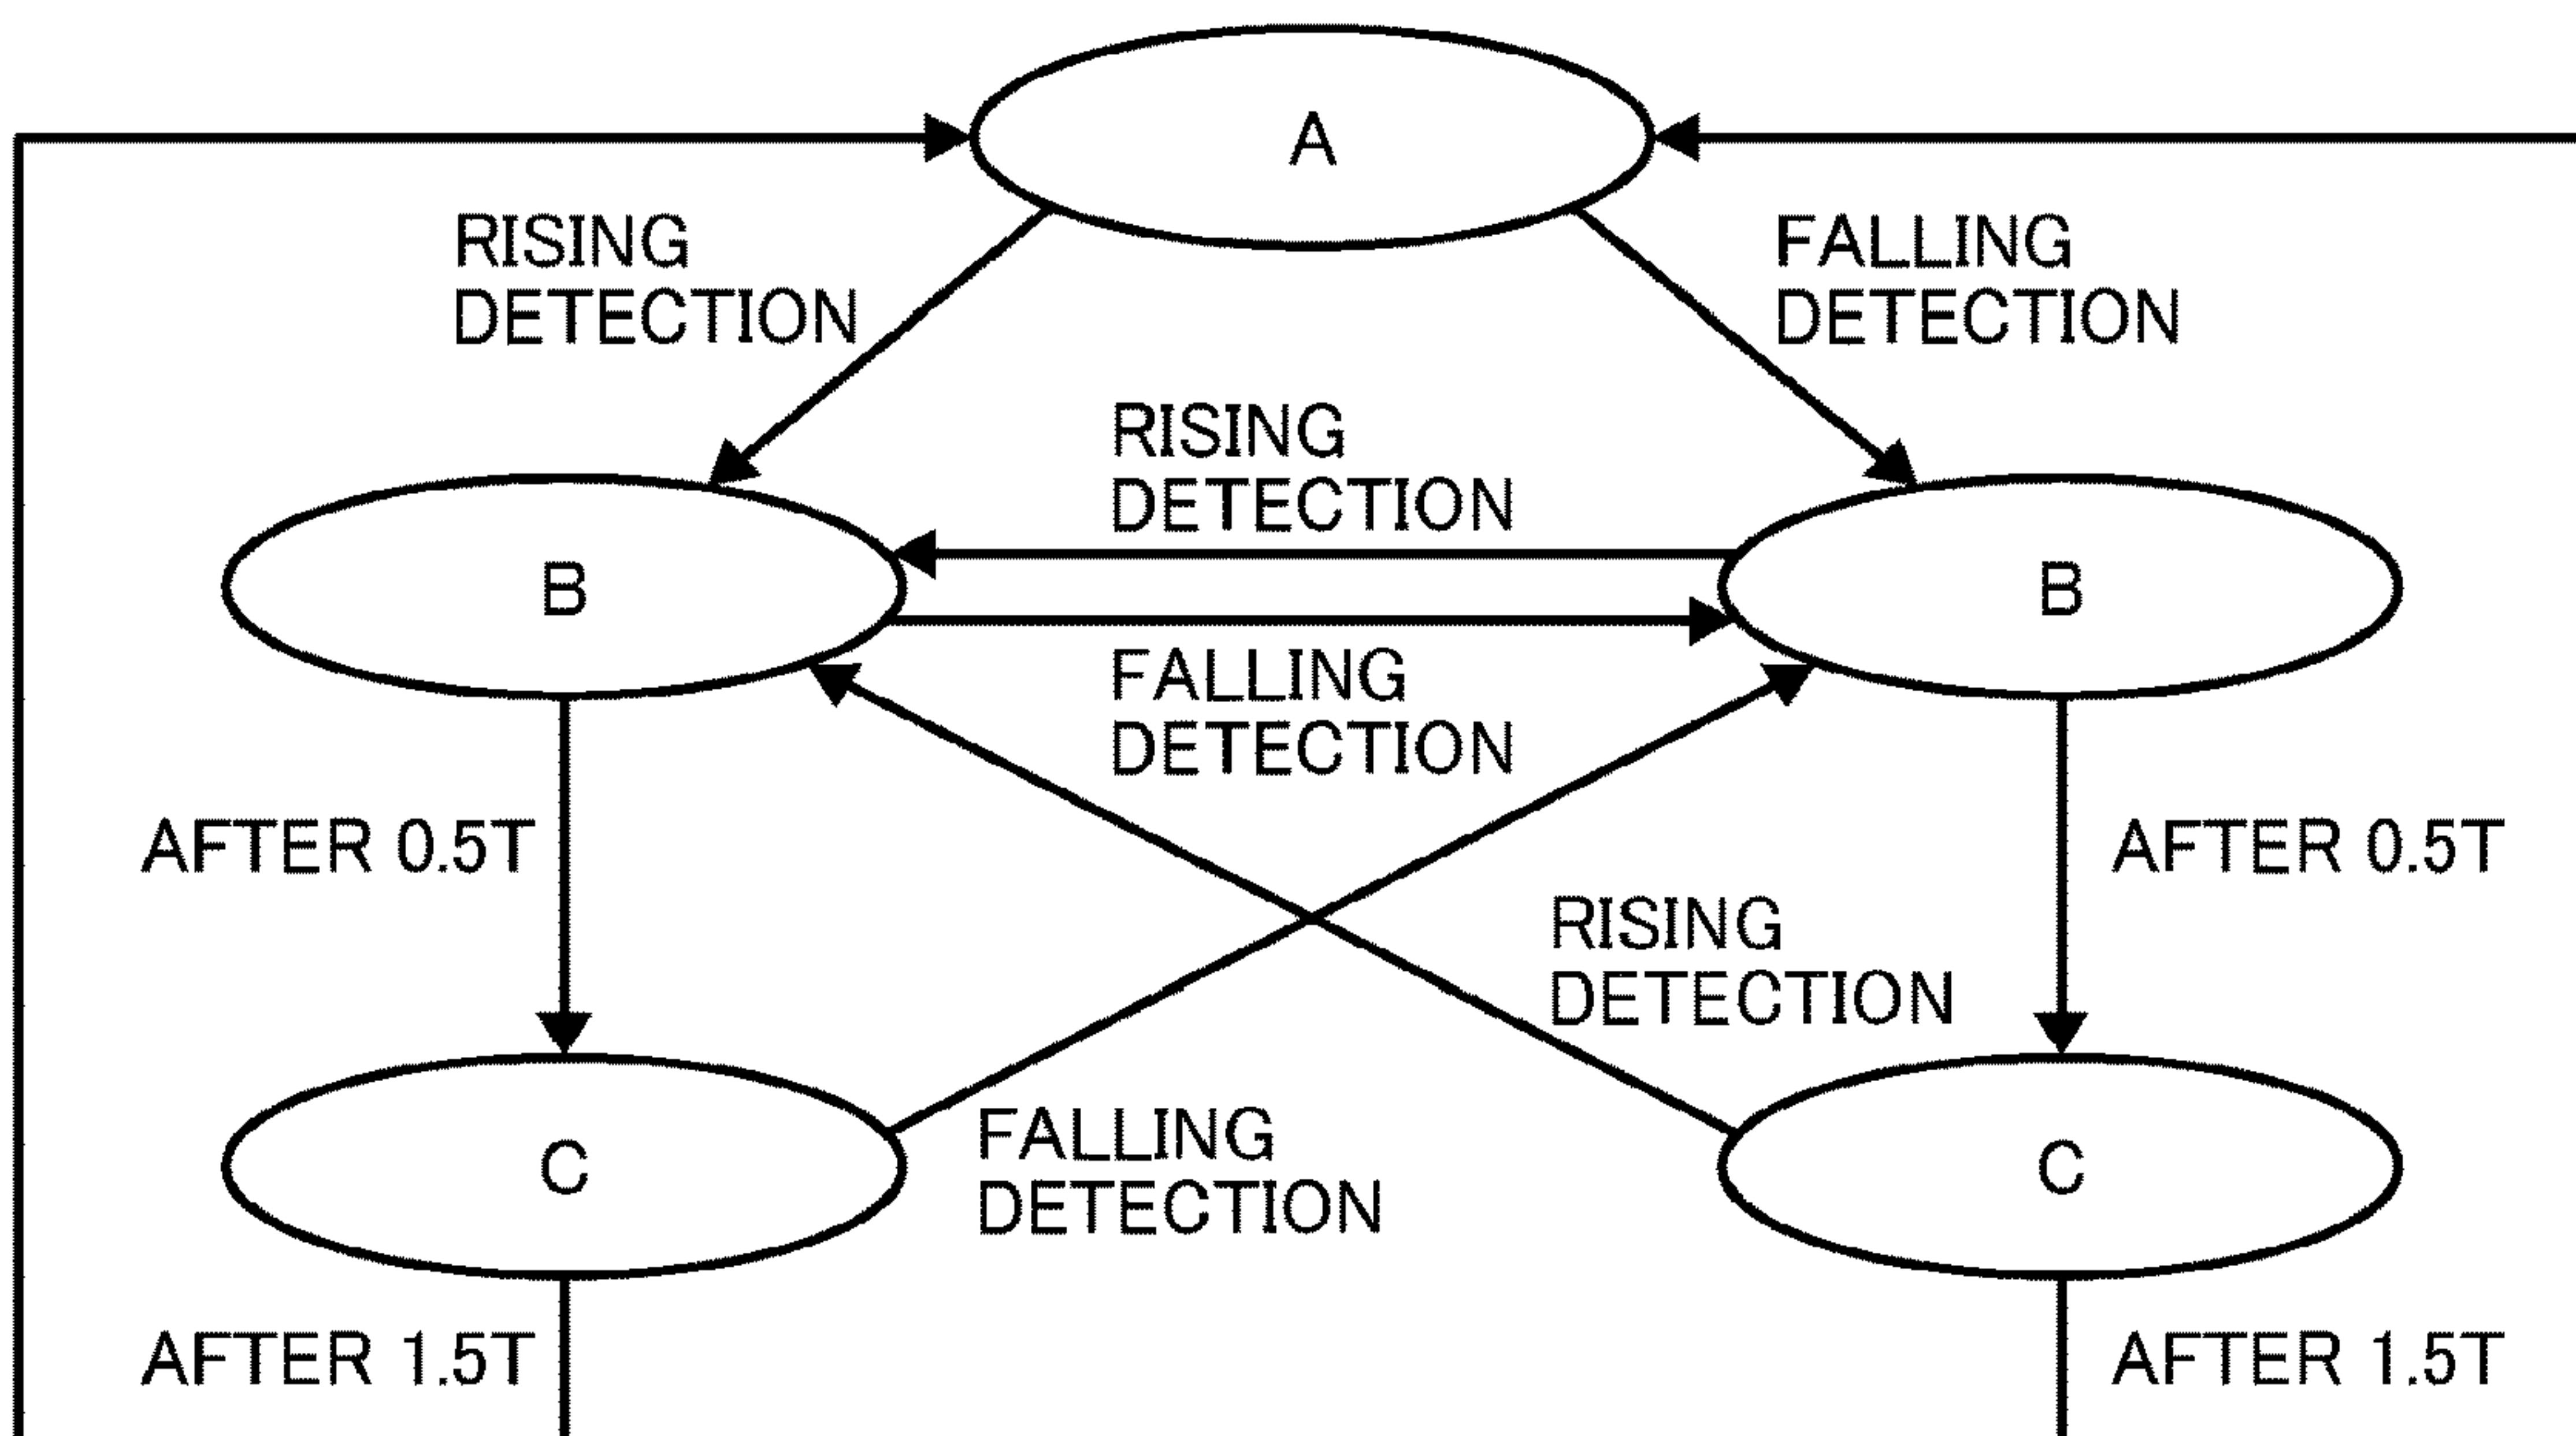 A
RISING
DETECTION
FALLING
DETECTION
RISING
DETECTION
B
B
FALLING
DETECTION
AFTER 0.5T
AFTER 0.5T
RISING
DETECTION
C
FALLING
DETECTION
C
AFTER 1.5T
AFTER 1.5T